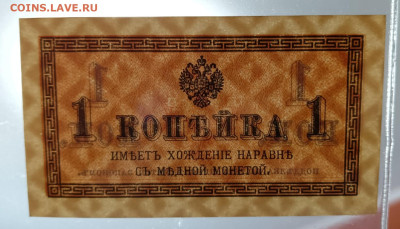 COINS.LAVE.RU
1 КОПѢЙКА 1
ИМѢЕТЪ ХОЖДЕНІЕ НАРАВНѢ
СЪ МѢДНОЙ МОНЕТОЙ.